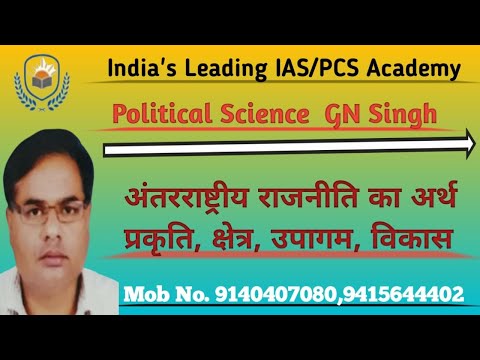 India's Leading IAS/PCS Academy
Political Science GN Singh
अंतरराष्ट्रीय राजनीति का अर्थ
प्रकृति, क्षेत्र, उपागम, विकास
Mob No. 9140407080,9415644402